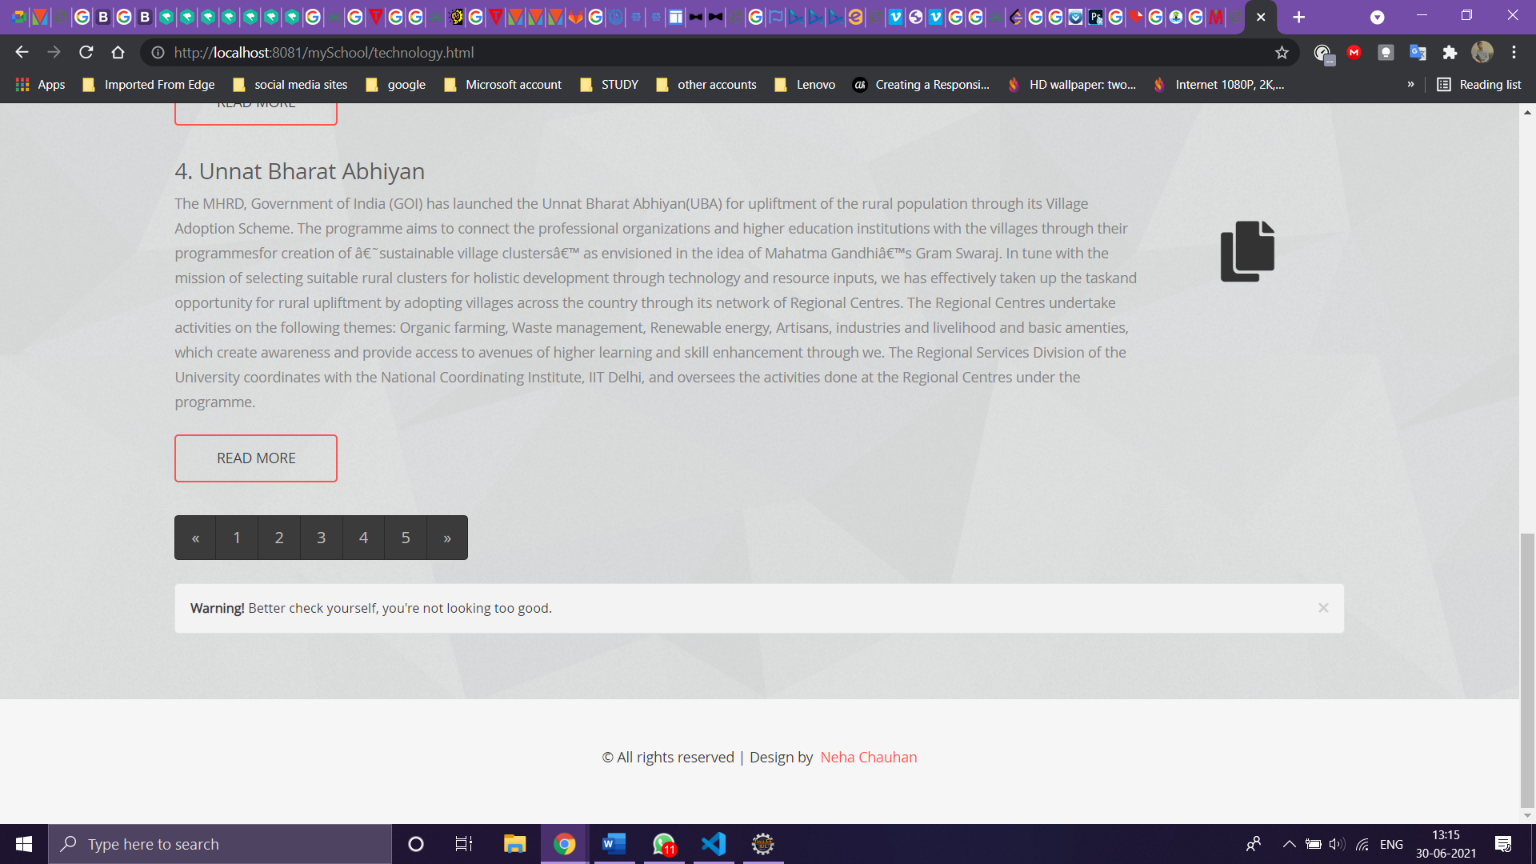 http://localhost:8081/mySchool/technology.html
Apps Imported From Edge social media sites google Microsoft account STUDY other accounts Lenovo Creating a Responsi... HD wallpaper: two... Internet 1080P, 2K,... » Reading list
READ MORE
4. Unnat Bharat Abhiyan
The MHRD, Government of India (GOI) has launched the Unnat Bharat Abhiyan(UBA) for upliftment of the rural population through its Village
Adoption Scheme. The programme aims to connect the professional organizations and higher education institutions with the villages through their
programmesfor creation of â€˜sustainable village clustersâ€™ as envisioned in the idea of Mahatma Gandhiâ€™s Gram Swaraj. In tune with the
mission of selecting suitable rural clusters for holistic development through technology and resource inputs, we has effectively taken up the taskand
opportunity for rural upliftment by adopting villages across the country through its network of Regional Centres. The Regional Centres undertake
activities on the following themes: Organic farming, Waste management, Renewable energy, Artisans, industries and livelihood and basic amenties,
which create awareness and provide access to avenues of higher learning and skill enhancement through we. The Regional Services Division of the
University coordinates with the National Coordinating Institute, IIT Delhi, and oversees the activities done at the Regional Centres under the
programme.
READ MORE
« 1 2 3 4 5 »
Warning! Better check yourself, you're not looking too good. ×
© All rights reserved | Design by Neha Chauhan
Type here to search
11
ENG
13:15
30-06-2021